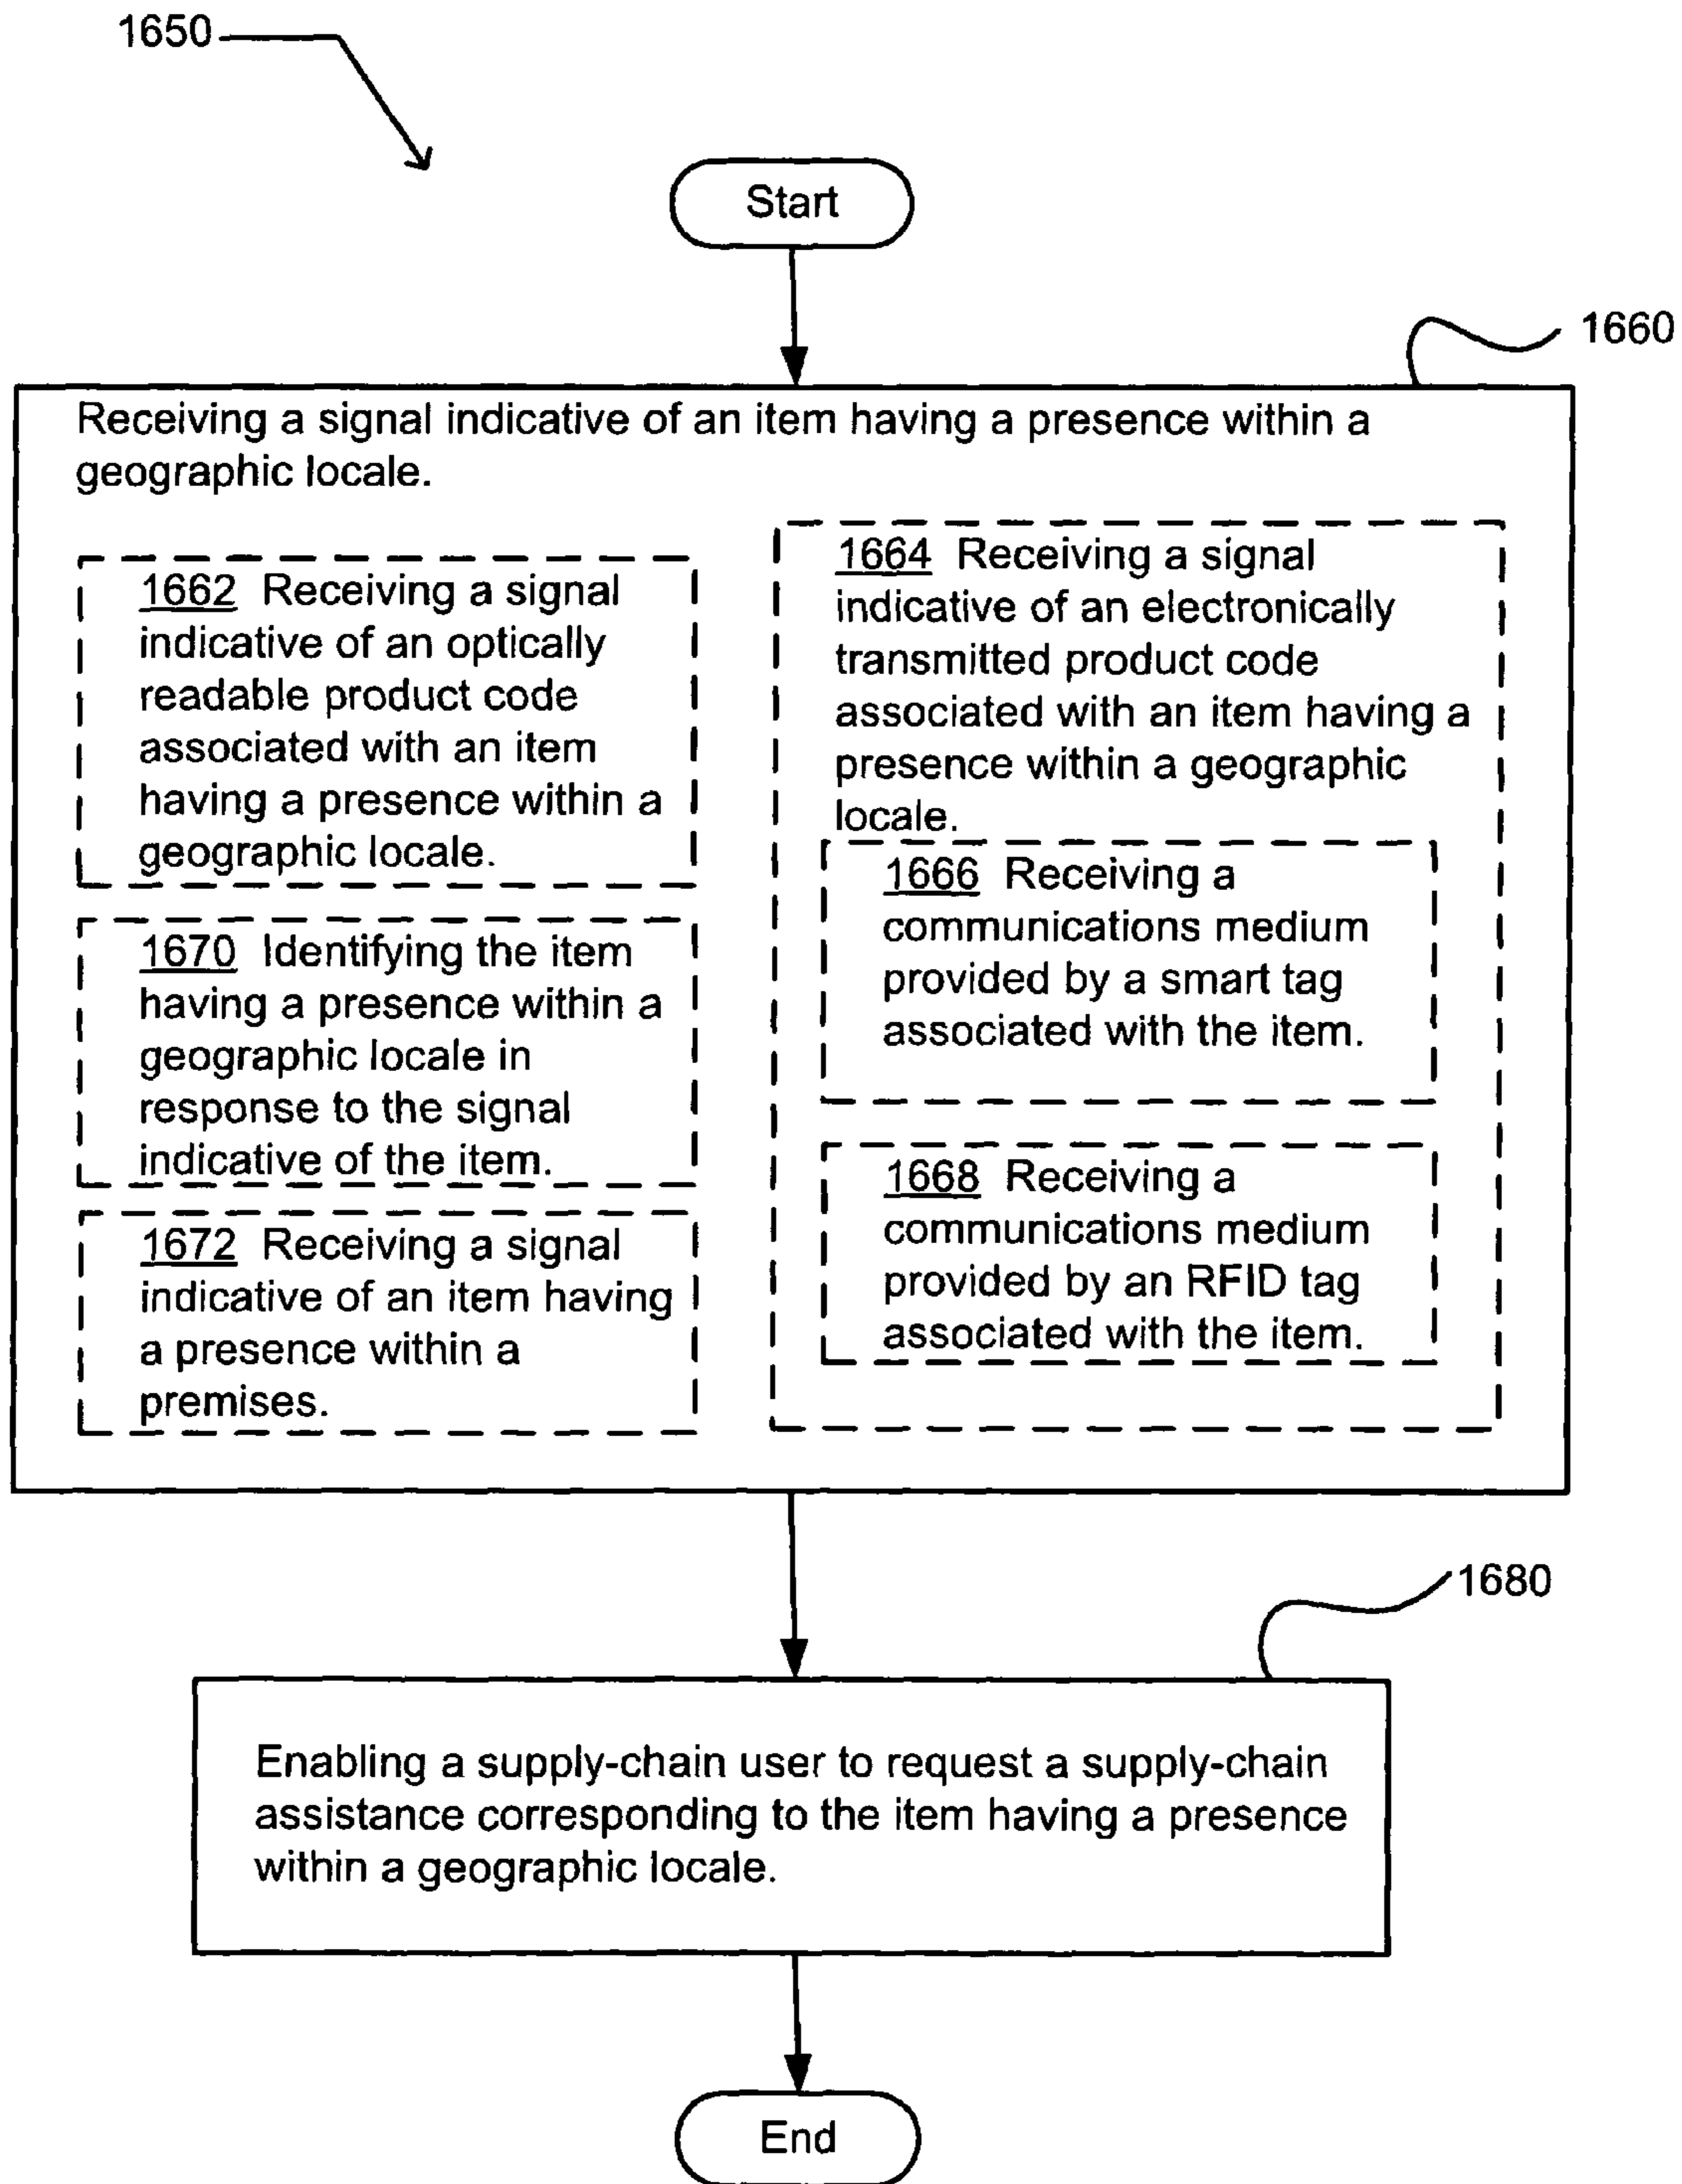 1650
Start
1660
Receiving a signal indicative of an item having a presence within a
geographic locale.
1662 Receiving a signal
indicative of an optically
readable product code
associated with an item
having a presence within a
geographic locale.
1670 Identifying the item
having a presence within a
geographic locale in
response to the signal
indicative of the item.
1672 Receiving a signal
indicative of an item having
a presence within a
premises.
1664 Receiving a signal
indicative of an electronically
transmitted product code
associated with an item having a
presence within a geographic
locale.
1666 Receiving a
communications medium
provided by a smart tag
associated with the item.
1668 Receiving a
communications medium
provided by an RFID tag
associated with the item.
1680
Enabling a supply-chain user to request a supply-chain
assistance corresponding to the item having a presence
within a geographic locale.
End